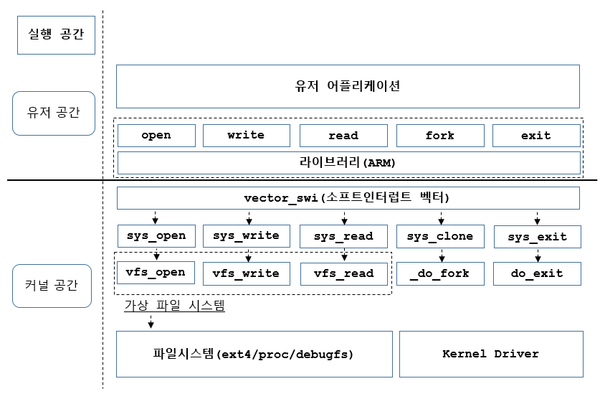 실행 공간
유저 어플리케이션
유저 공간
open write read fork exit
라이브러리(ARM)
vector_swi(소프트인터럽트 벡터)
sys_open sys_write sys_read sys_clone sys_exit
vfs_open vfs_write vfs_read _do_fork do_exit
커널 공간
가상 파일 시스템
파일시스템(ext4/proc/debugfs) Kernel Driver